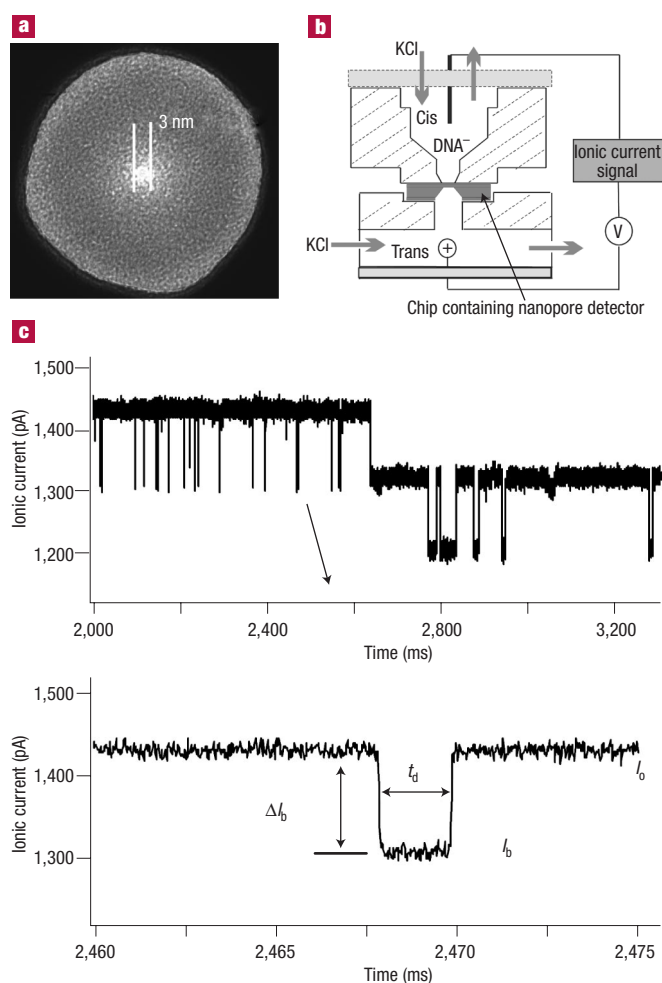 a
3 nm
b
KCl
Cis
DNA⁻
Ionic current
signal
V
KCl
Trans
+
Chip containing nanopore detector
c
Ionic current (pA)
1,500
1,400
1,300
1,200
2,000
2,400
2,800
3,200
Time (ms)
Ionic current (pA)
1,500
1,400
1,300
ΔIb
td
Io
Ib
2,460
2,465
2,470
2,475
Time (ms)